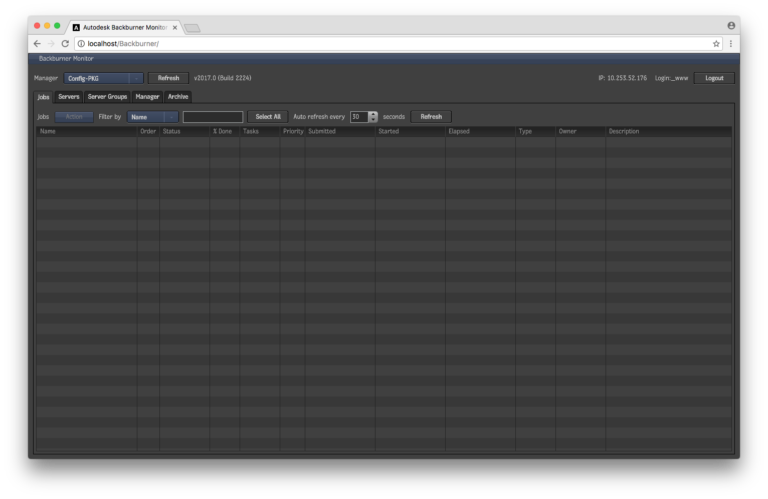 Autodesk Backburner Monitor
localhost/Backburner/
Backburner Monitor
Manager Config-PKG Refresh v2017.0 (Build 2224) IP: 10.253.52.176 Login:_www Logout
Jobs Servers Server Groups Manager Archive
Jobs Action Filter by Name Select All Auto refresh every 30 seconds Refresh
Name Order Status % Done Tasks Priority Submitted Started Elapsed Type Owner Description